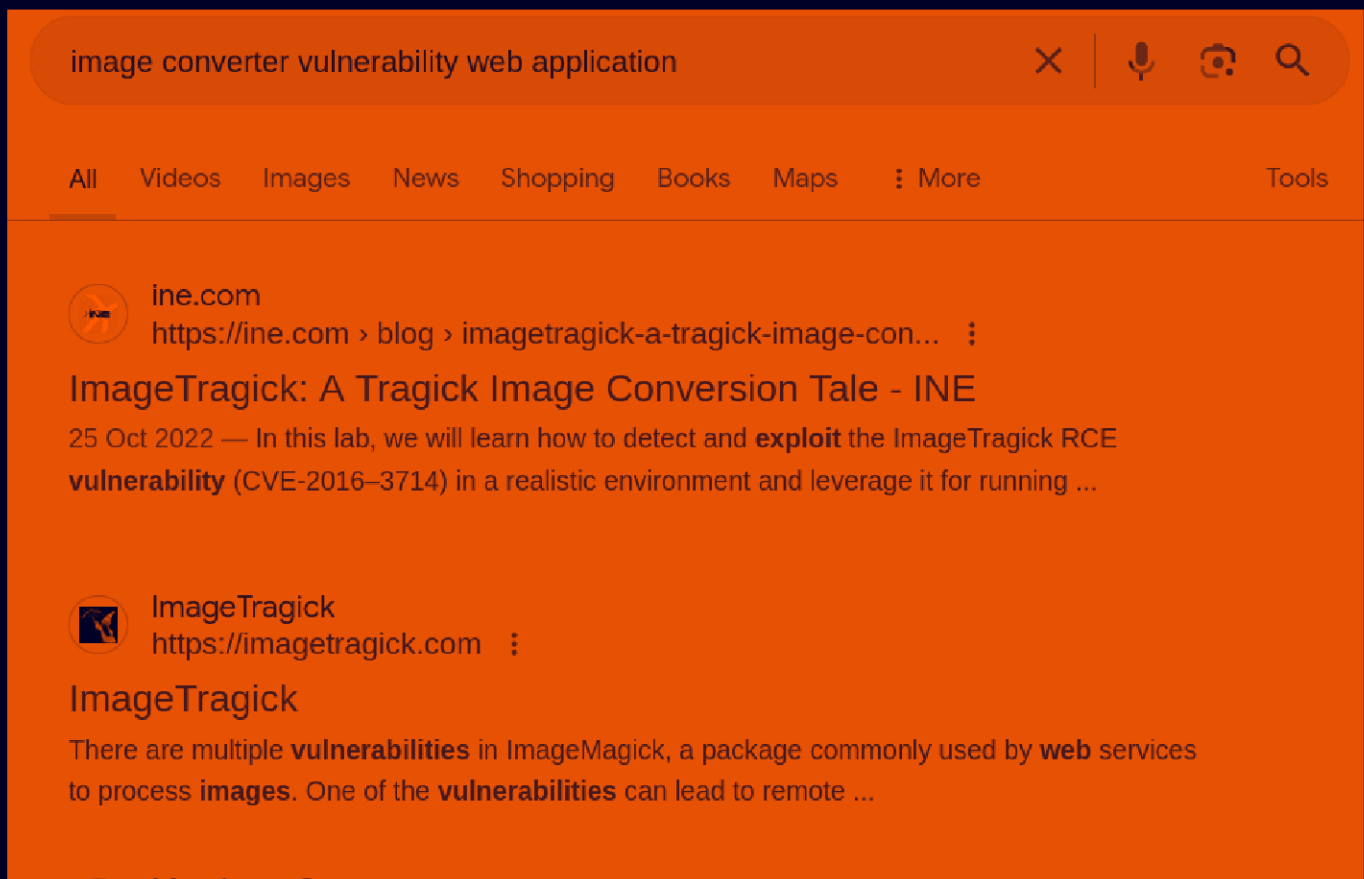 image converter vulnerability web application
All Videos Images News Shopping Books Maps More Tools
ine.com
https://ine.com › blog › imagetragick-a-tragick-image-con...
ImageTragick: A Tragick Image Conversion Tale - INE
25 Oct 2022 — In this lab, we will learn how to detect and exploit the ImageTragick RCE
vulnerability (CVE-2016–3714) in a realistic environment and leverage it for running ...
ImageTragick
https://imagetragick.com
ImageTragick
There are multiple vulnerabilities in ImageMagick, a package commonly used by web services
to process images. One of the vulnerabilities can lead to remote ...